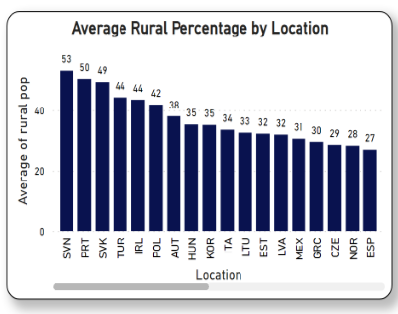 Average Rural Percentage by Location
53 50 49 44 44 42 38 35 35 34 33 32 32 31 30 29 28 27
Average of rural pop
40
20
0
SVN PRT SVK TUR IRL POL AUT HUN KOR TA LTU EST LVA MEX GRC CZE NOR ESP
Location